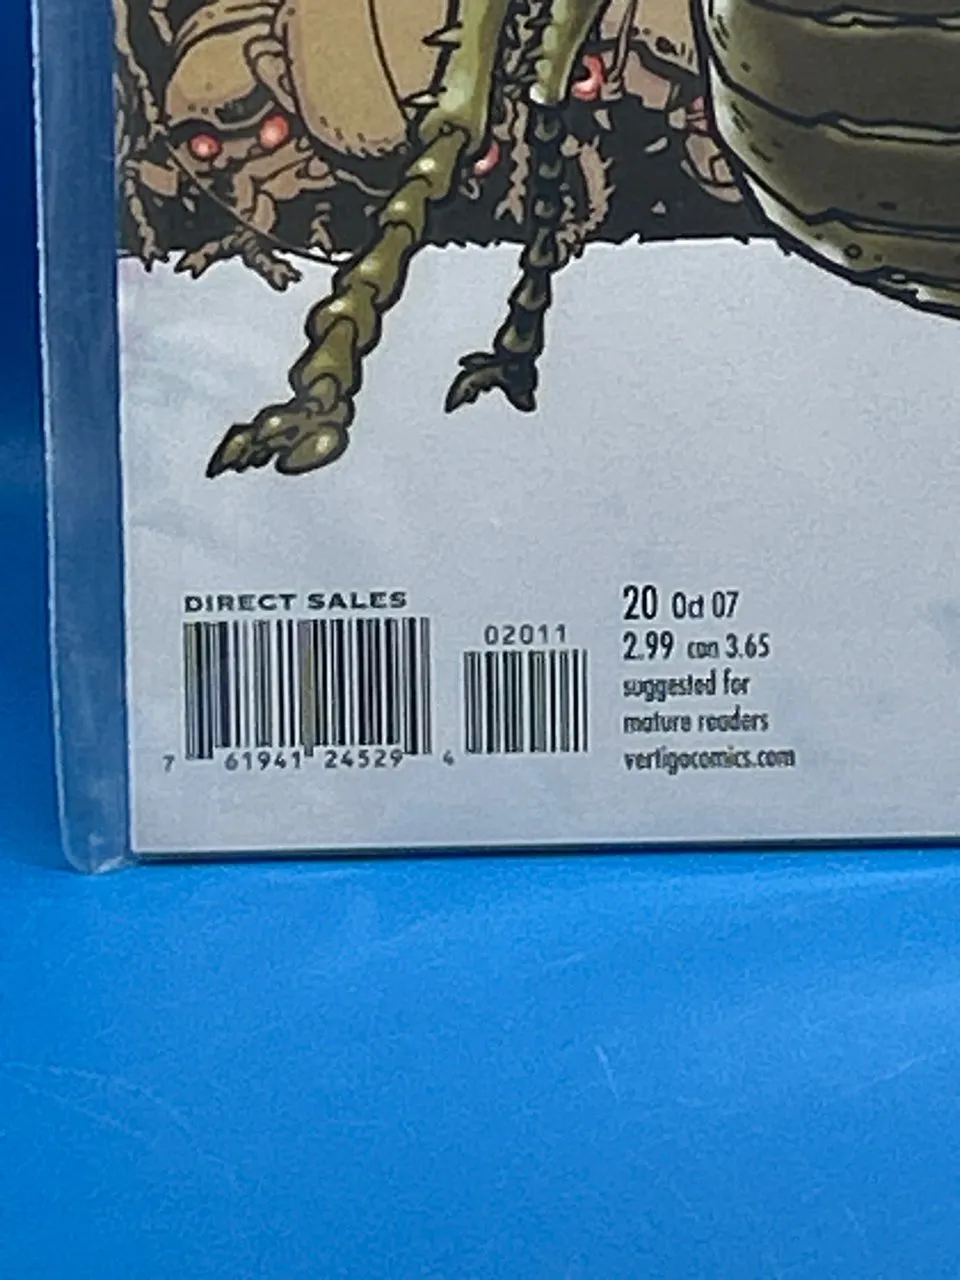 DIRECT SALES
02011
7 61941 24529 4
20 Oct 07
2.99 can 3.65
suggested for
mature readers
vertigocomics.com